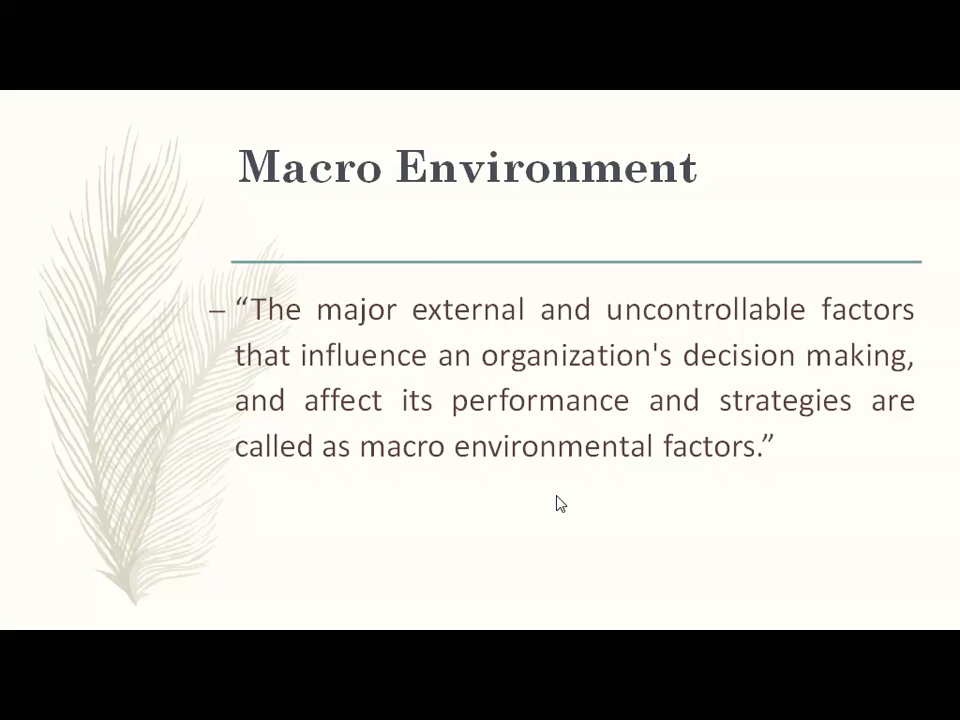 Macro Environment
– “The major external and uncontrollable factors
that influence an organization's decision making,
and affect its performance and strategies are
called as macro environmental factors.”